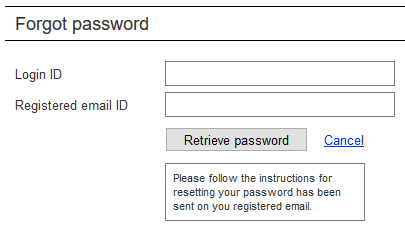 Forgot password
Login ID
Registered email ID
Retrieve password Cancel
Please follow the instructions for
resetting your password has been
sent on you registered email.